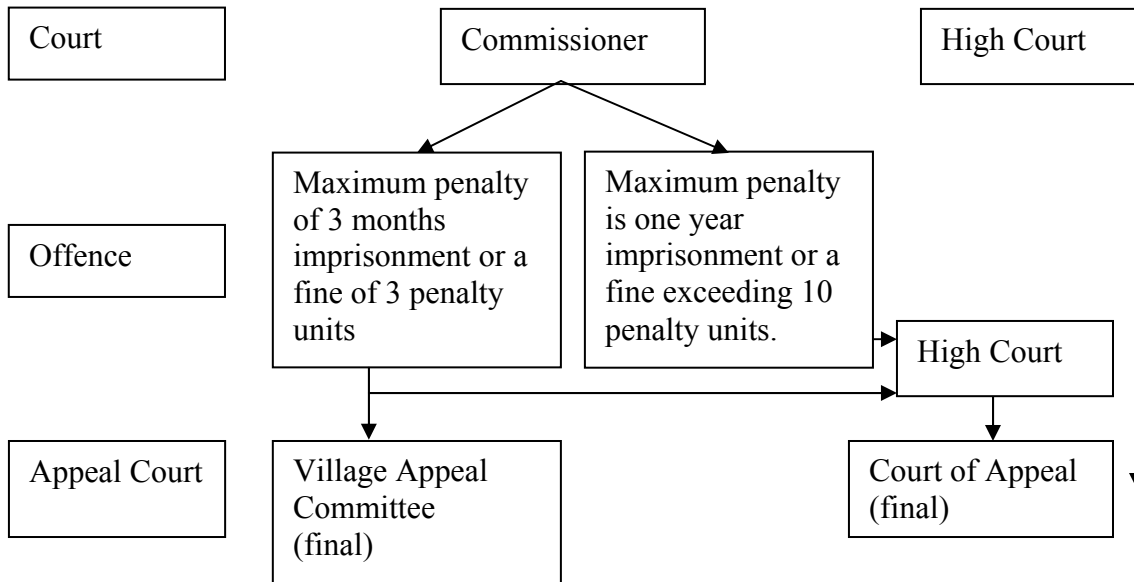 Court
Commissioner
High Court
Offence
Maximum penalty
of 3 months
imprisonment or a
fine of 3 penalty
units
Maximum penalty
is one year
imprisonment or a
fine exceeding 10
penalty units.
High Court
Appeal Court
Village Appeal
Committee
(final)
Court of Appeal
(final)